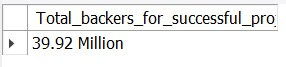 Total_backers_for_successful_pro
39.92 Million